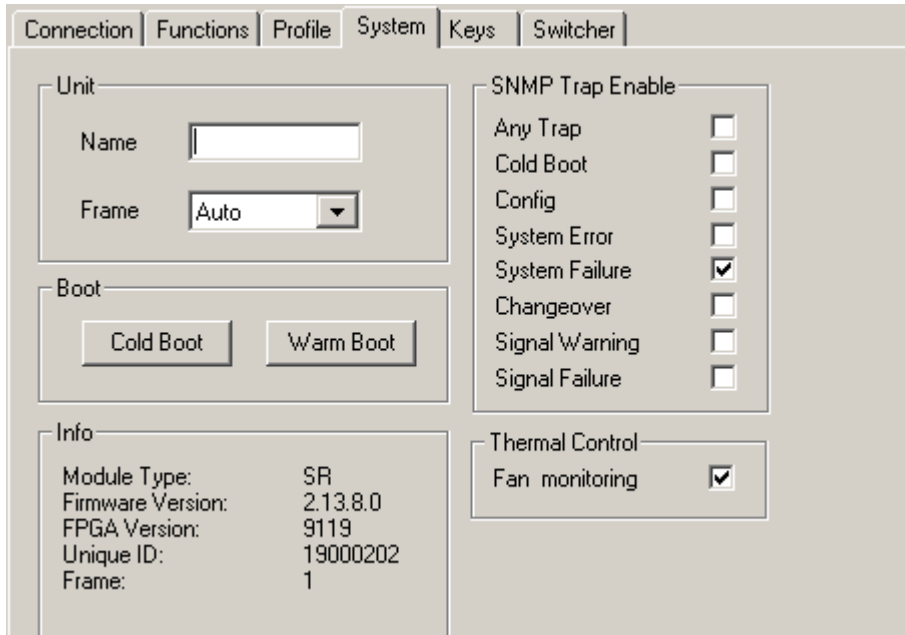 Connection Functions Profile System Keys Switcher
Unit
Name
Frame Auto
Boot
Cold Boot Warm Boot
Info
Module Type: SR
Firmware Version: 2.13.8.0
FPGA Version: 9119
Unique ID: 19000202
Frame: 1
SNMP Trap Enable
Any Trap
Cold Boot
Config
System Error
System Failure
Changeover
Signal Warning
Signal Failure
Thermal Control
Fan monitoring